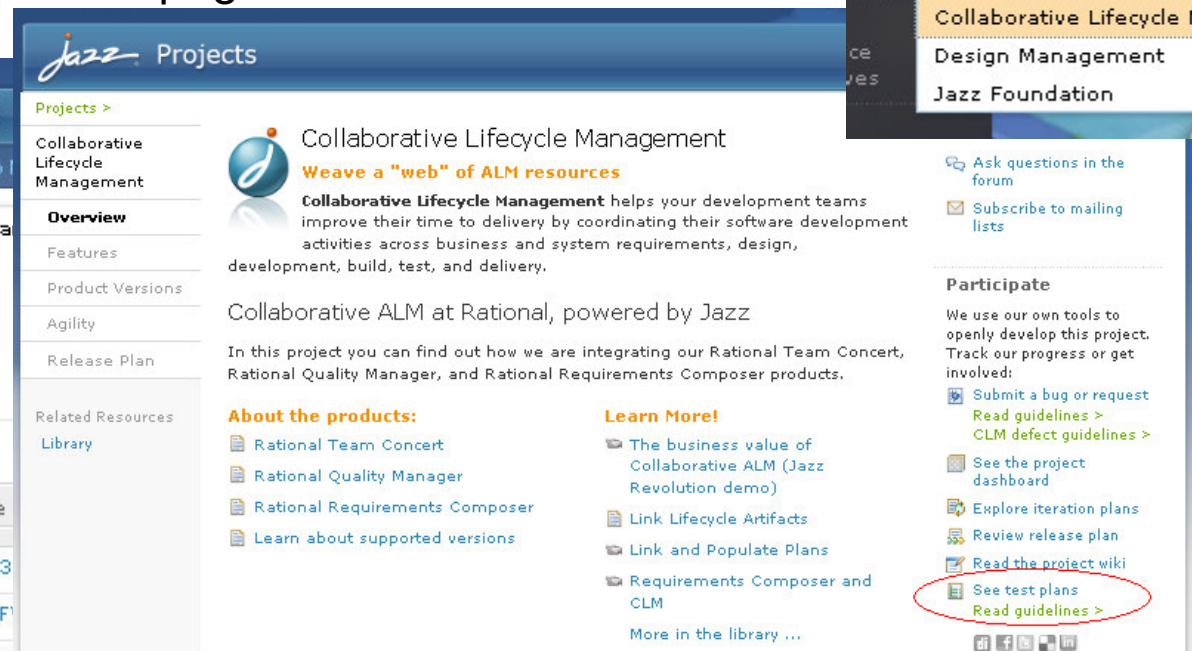 jazz Projects
Collaborative Lifecycle
Design Management
Jazz Foundation
ce
ves
Projects >
Collaborative
Lifecycle
Management
Overview
Features
Product Versions
Agility
Release Plan
Related Resources
Library
Collaborative Lifecycle Management
Weave a "web" of ALM resources
Collaborative Lifecycle Management helps your development teams
improve their time to delivery by coordinating their software development
activities across business and system requirements, design,
development, build, test, and delivery.
Collaborative ALM at Rational, powered by Jazz
In this project you can find out how we are integrating our Rational Team Concert,
Rational Quality Manager, and Rational Requirements Composer products.
About the products:
Rational Team Concert
Rational Quality Manager
Rational Requirements Composer
Learn about supported versions
Learn More!
The business value of
Collaborative ALM (Jazz
Revolution demo)
Link Lifecycle Artifacts
Link and Populate Plans
Requirements Composer and
CLM
More in the library ...
Ask questions in the
forum
Subscribe to mailing
lists
Participate
We use our own tools to
openly develop this project.
Track our progress or get
involved:
Submit a bug or request
Read guidelines >
CLM defect guidelines >
See the project
dashboard
Explore iteration plans
Review release plan
Read the project wiki
See test plans
Read guidelines >